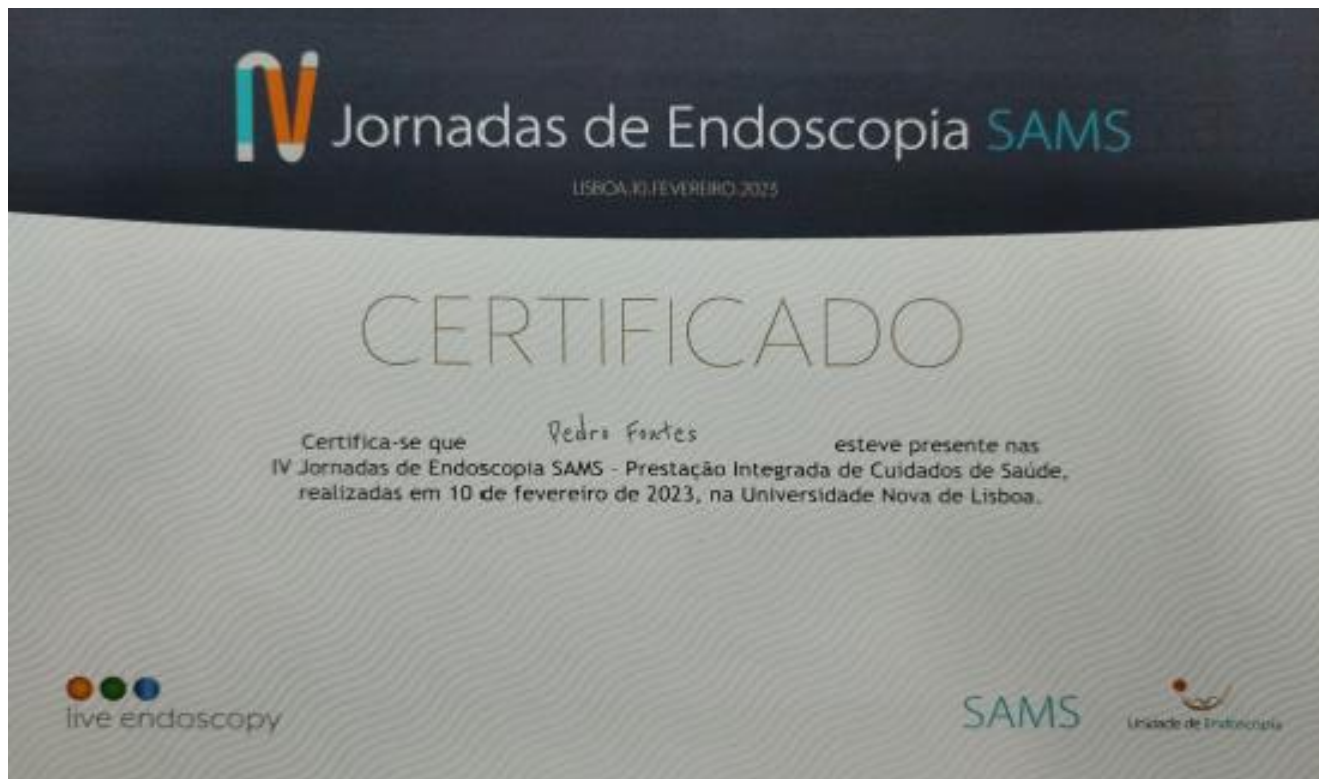 IV Jornadas de Endoscopia SAMS
LISBOA.10.FEVEREIRO.2023
CERTIFICADO
Certifica-se que Pedro Fontes esteve presente nas
IV Jornadas de Endoscopia SAMS - Prestação Integrada de Cuidados de Saúde,
realizadas em 10 de fevereiro de 2023, na Universidade Nova de Lisboa.
live endoscopy
SAMS
Unidade de Endoscopia